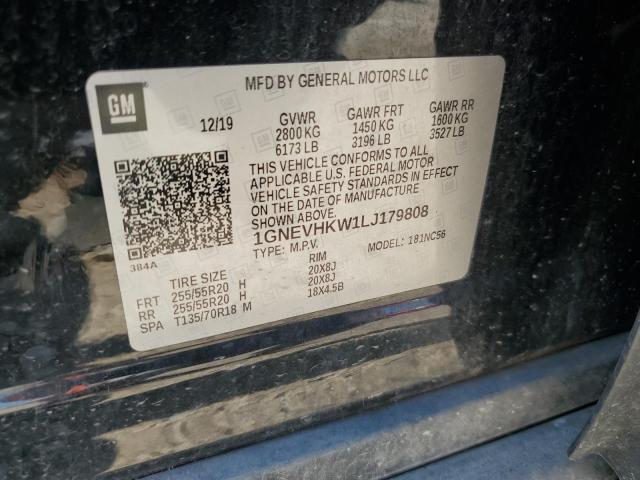 MFD BY GENERAL MOTORS LLC
GM
12/19
GVWR GAWR FRT GAWR RR
2800 KG 1450 KG 1600 KG
6173 LB 3196 LB 3527 LB
THIS VEHICLE CONFORMS TO ALL
APPLICABLE U.S. FEDERAL MOTOR
VEHICLE SAFETY STANDARDS IN EFFECT
ON THE DATE OF MANUFACTURE
SHOWN ABOVE.
1GNEVHKW1LJ179808
TYPE: M.P.V. MODEL: 181NC56
384A
TIRE SIZE RIM
FRT 255/55R20 H 20X8J
RR 255/55R20 H 20X8J
SPA T135/70R18 M 18X4.5B